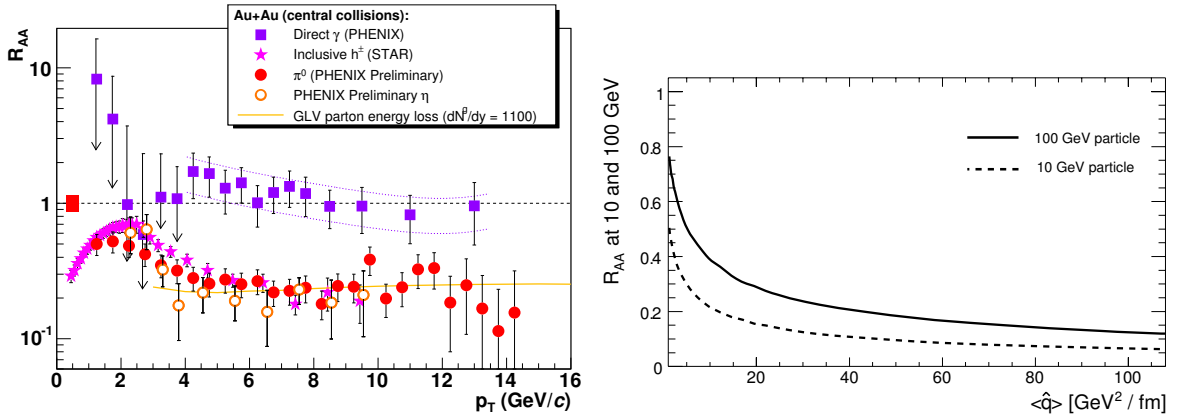 Au+Au (central collisions):
Direct γ (PHENIX)
Inclusive h± (STAR)
π⁰ (PHENIX Preliminary)
PHENIX Preliminary η
GLV parton energy loss (dNᵍ/dy = 1100)
R_AA
10
1
10⁻¹
0 2 4 6 8 10 12 14 16
p_T (GeV/c)
R_AA at 10 and 100 GeV
1
0.8
0.6
0.4
0.2
0
100 GeV particle
10 GeV particle
20 40 60 80 100
<q̂> [GeV² / fm]